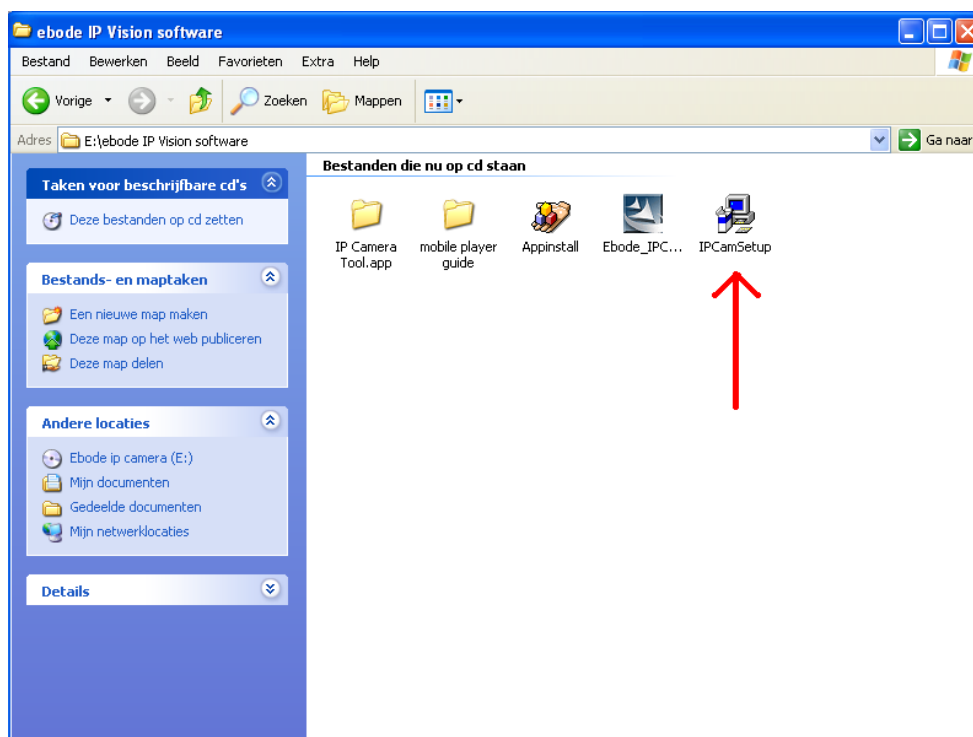 ebode IP Vision software
Bestand Bewerken Beeld Favorieten Extra Help
Vorige Zoeken Mappen
Adres E:\ebode IP Vision software Ga naar
Bestanden die nu op cd staan
Taken voor beschrijfbare cd's
Deze bestanden op cd zetten
IP Camera Tool.app
mobile player guide
Appinstall
Ebode_IPC...
IPCamSetup
Bestands- en maptaken
Een nieuwe map maken
Deze map op het web publiceren
Deze map delen
Andere locaties
Ebode ip camera (E:)
Mijn documenten
Gedeelde documenten
Mijn netwerklocaties
Details